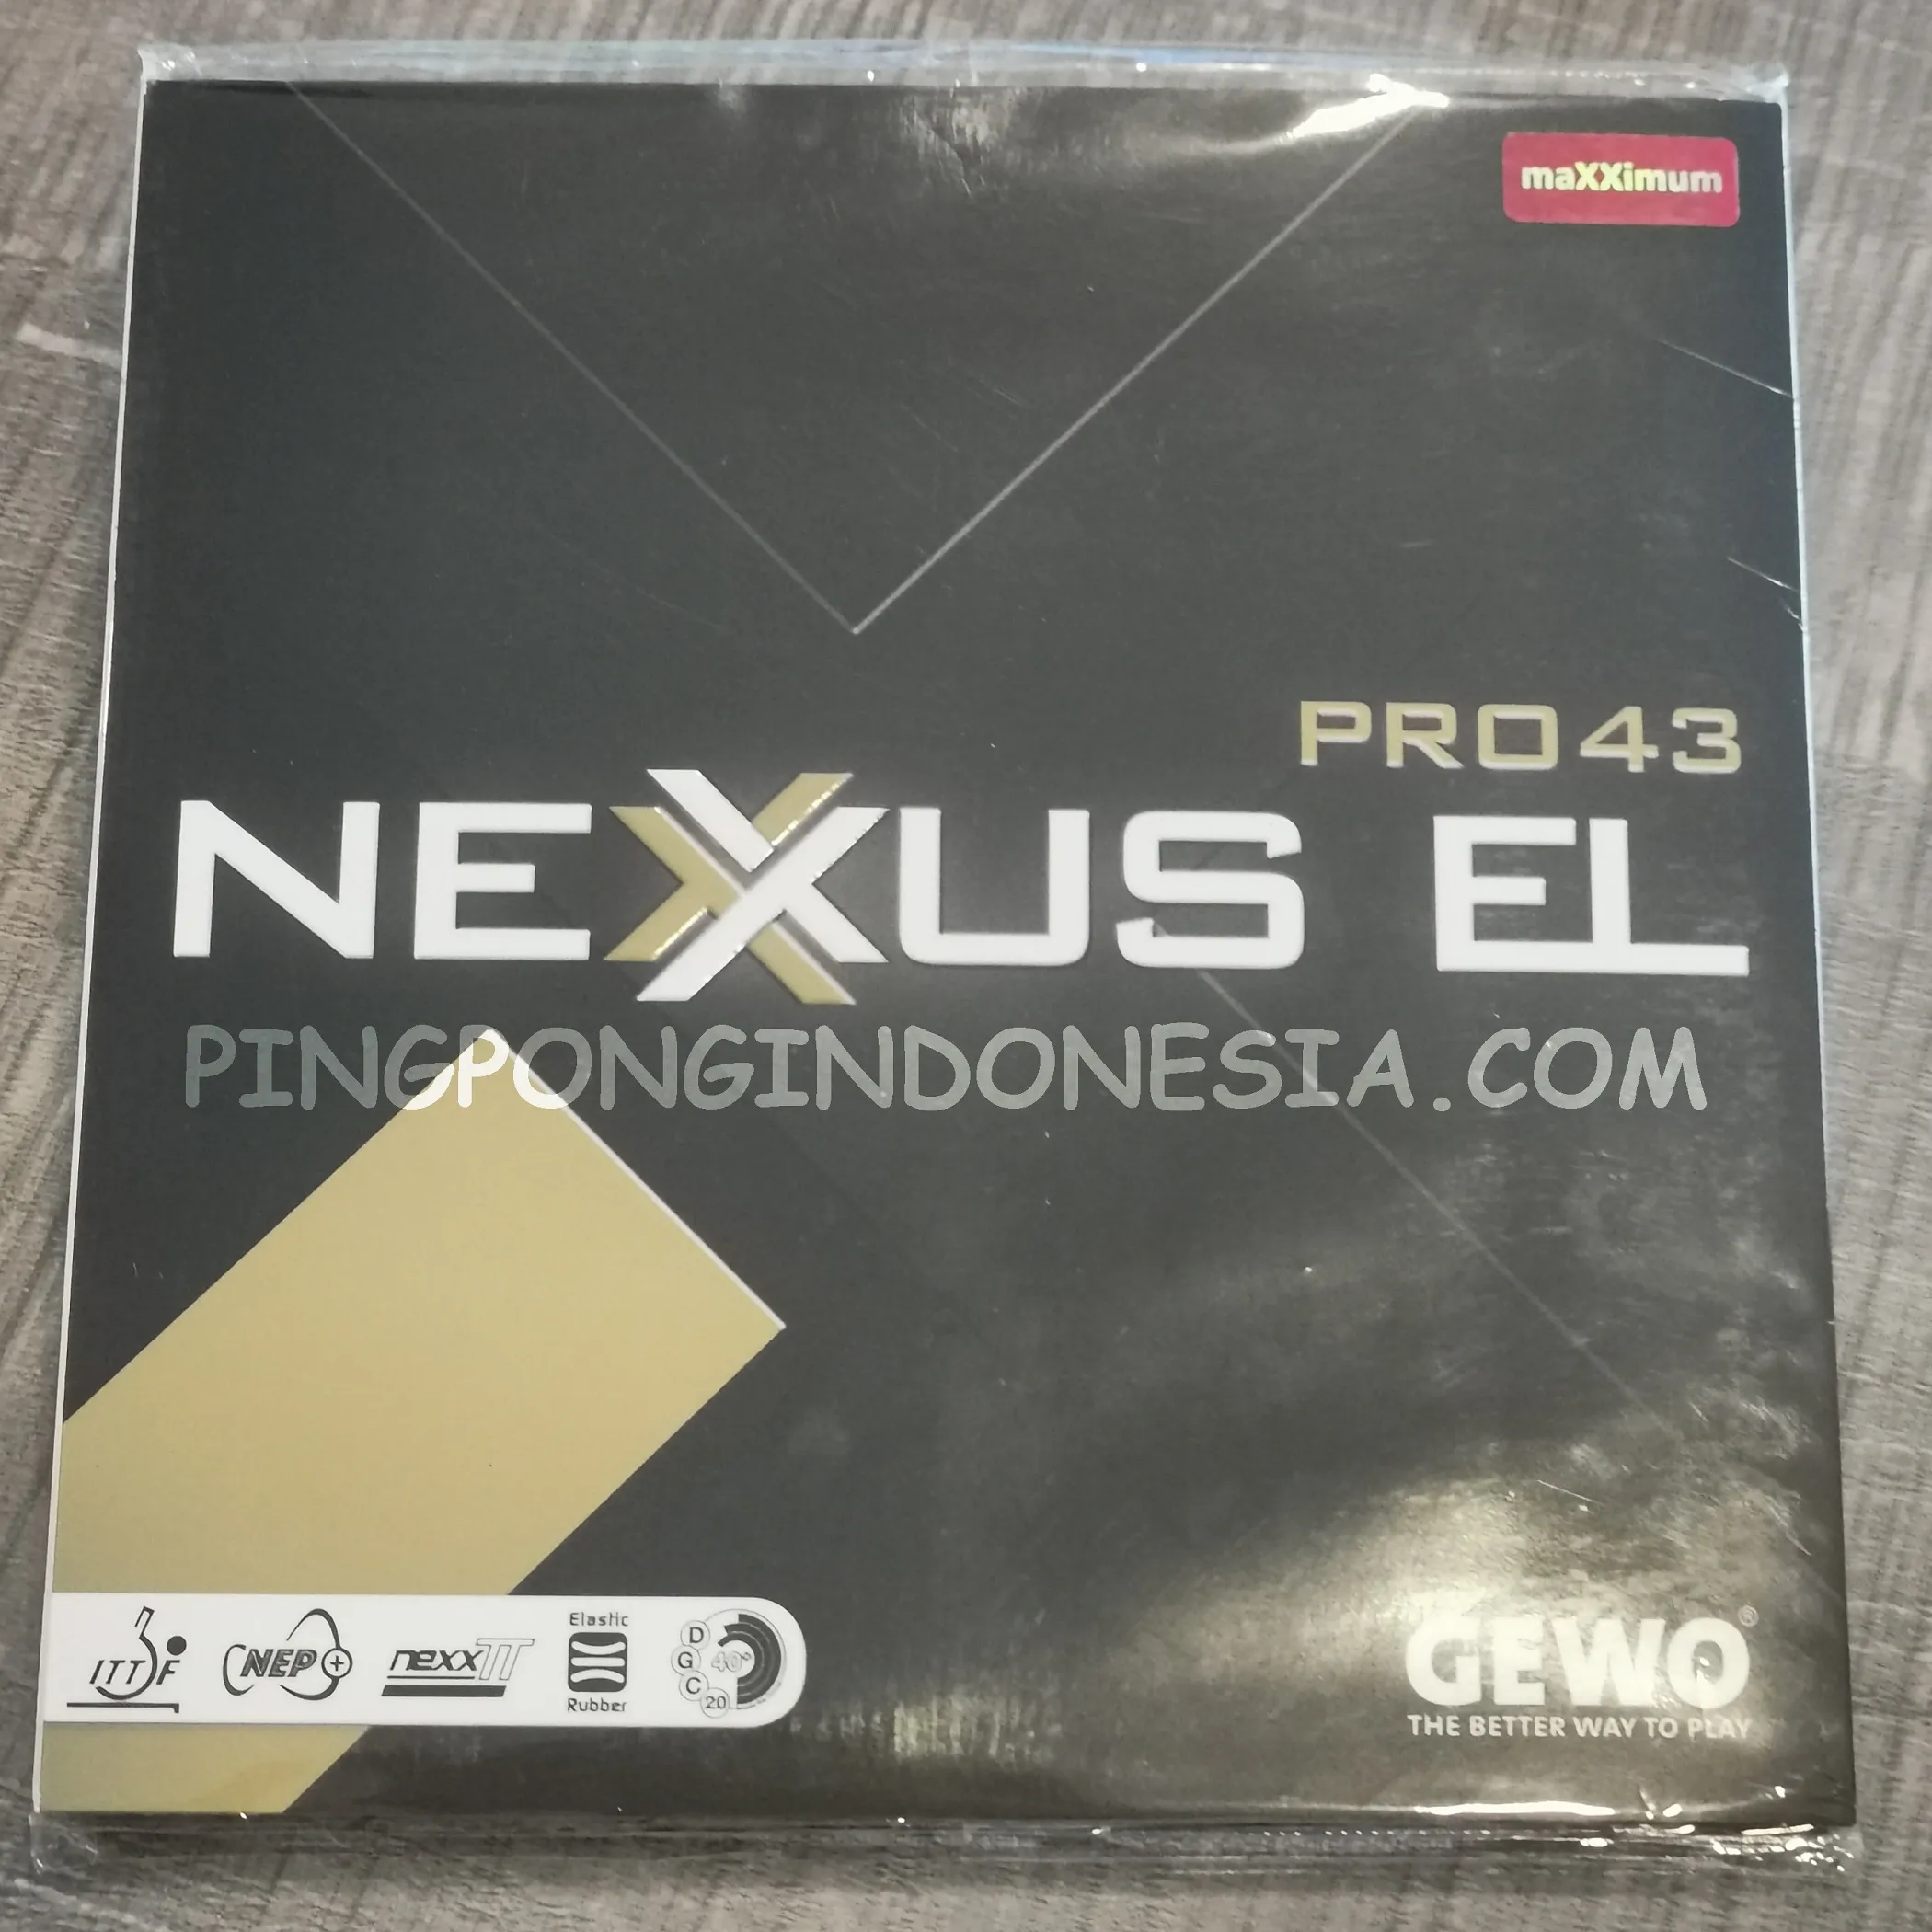 maXXimum
PRO43
NEXXUS EL
PINGPONGINDONESIA.COM
ITTF
NEP+
nexxTT
Elastic
Rubber
D
G
C
20
40°
GEWO®
THE BETTER WAY TO PLAY